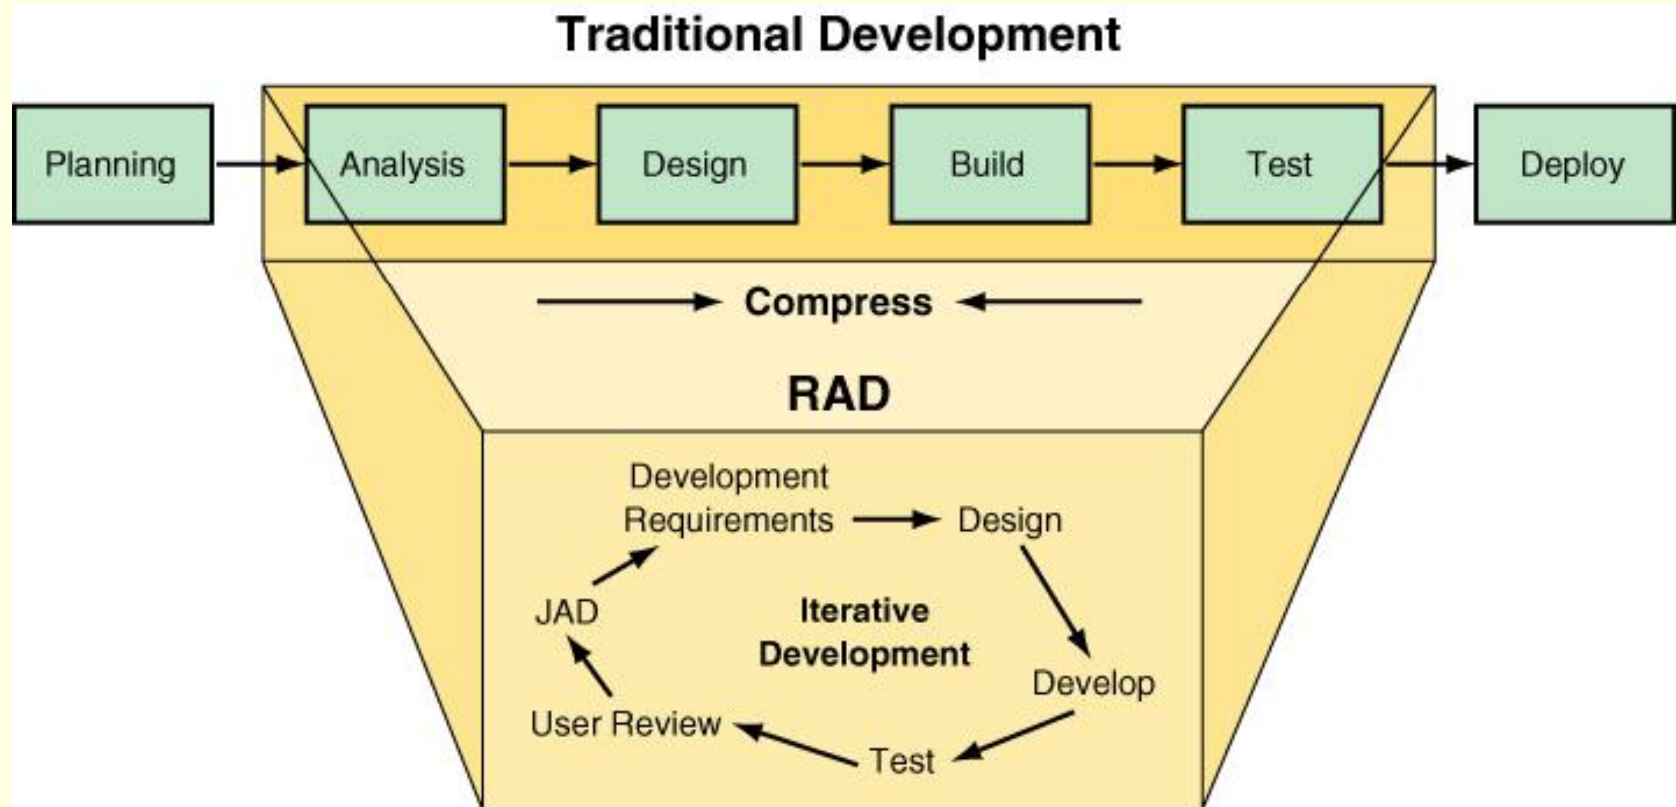 Traditional Development
Planning
Analysis
Design
Build
Test
Deploy
Compress
RAD
Development
Requirements
Design
JAD
Iterative
Development
Develop
User Review
Test